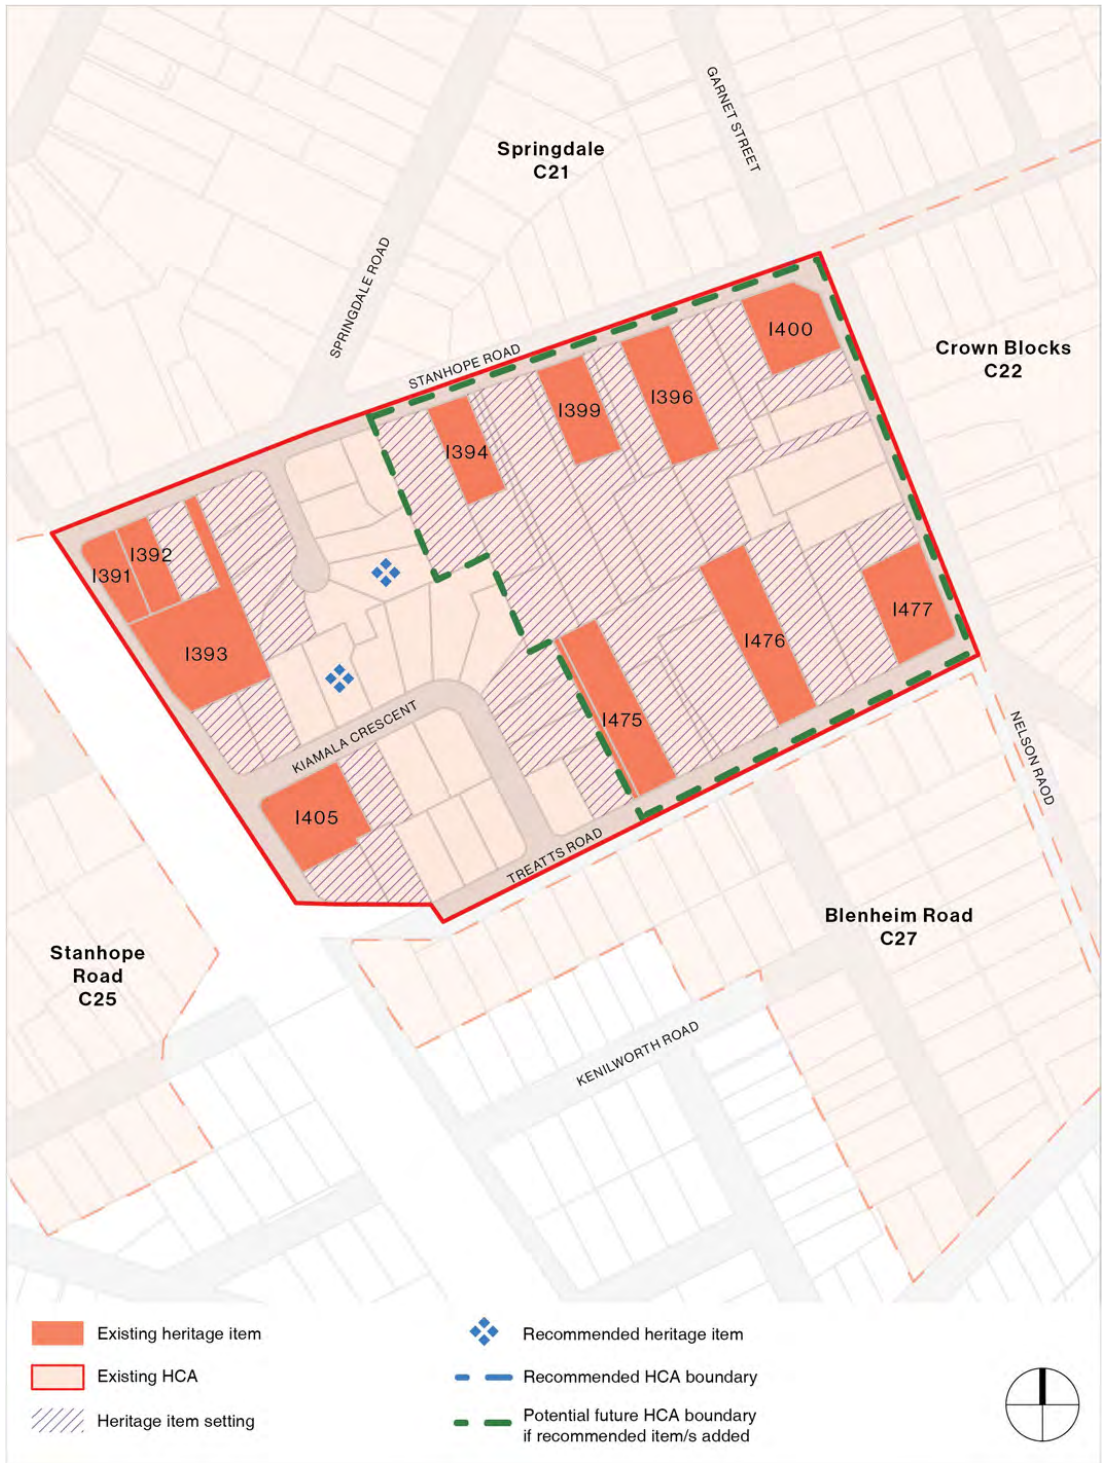 GARNET STREET
Springdale
C21
SPRINGDALE ROAD
STANHOPE ROAD
I400
Crown Blocks
C22
I396
I399
I394
I392
I391
I477
I476
I393
I475
KIAMALA CRESCENT
I405
NELSON RAOD
TREATTS ROAD
Blenheim Road
C27
Stanhope
Road
C25
KENILWORTH ROAD
Existing heritage item
Existing HCA
Heritage item setting
Recommended heritage item
Recommended HCA boundary
Potential future HCA boundary
if recommended item/s added